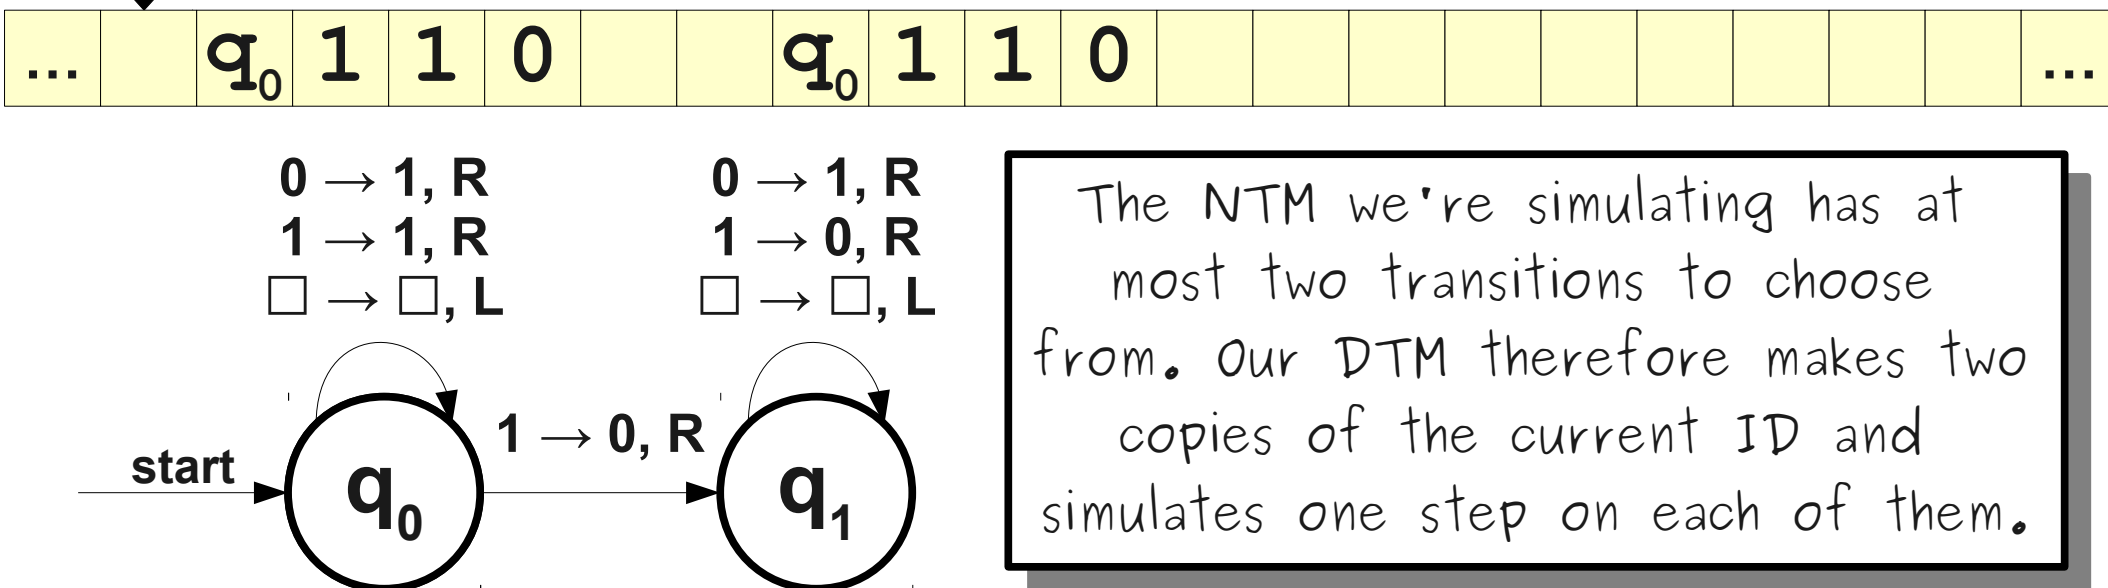 ... q₀ 1 1 0 q₀ 1 1 0 ...
0 → 1, R
1 → 1, R
□ → □, L
0 → 1, R
1 → 0, R
□ → □, L
start
q₀
1 → 0, R
q₁
The NTM we're simulating has at
most two transitions to choose
from. Our DTM therefore makes two
copies of the current ID and
simulates one step on each of them.